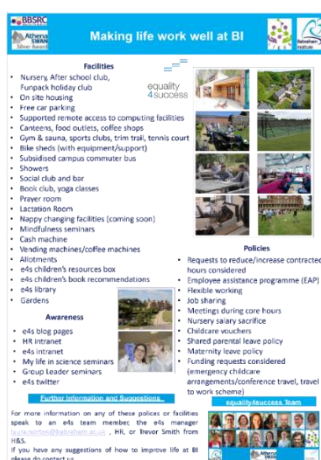 BBSRC
Athena
SWAN
Silver Award
Making life work well at BI
Babraham
Institute
Facilities
• Nursery, After school club,
Funpack holiday club
• On site housing
• Free car parking
• Supported remote access to computing facilities
• Canteens, food outlets, coffee shops
• Gym & sauna, sports clubs, trim trail, tennis court
• Bike sheds (with equipment/support)
• Subsidised campus commuter bus
• Showers
• Social club and bar
• Book club, yoga classes
• Prayer room
• Lactation Room
• Nappy changing facilities (coming soon)
• Mindfulness seminars
• Cash machine
• Vending machines/coffee machines
• Allotments
• e4s children's resources box
• e4s children's book recommendations
• e4s library
• Gardens
equality
4success
Awareness
• e4s blog pages
• HR intranet
• e4s intranet
• My life in science seminars
• Group Leader seminars
• e4s twitter
Policies
• Requests to reduce/increase contracted
hours considered
• Employee assistance programme (EAP)
• Flexible working
• Job sharing
• Meetings during core hours
• Nursery salary sacrifice
• Childcare vouchers
• Shared parental leave policy
• Maternity leave policy
• Funding requests considered
(emergency childcare
arrangements/conference travel, travel
to work scheme)
Further Information and Suggestions
For more information on any of these polices or facilities
speak to an e4s team member, the e4s manager
, HR, or Trevor Smith from
H&S.
If you have any suggestions of how to improve life at BI
please do contact us
equality4success Team